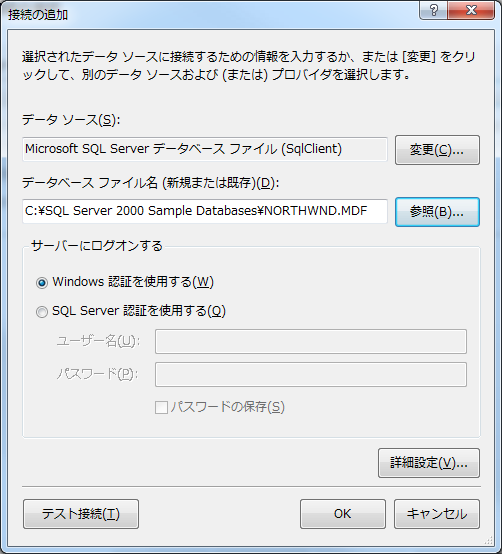 接続の追加
選択されたデータ ソースに接続するための情報を入力するか、または [変更] をクリ
ックして、別のデータ ソースおよび (または) プロバイダを選択します。
データ ソース(S):
Microsoft SQL Server データベース ファイル (SqlClient)
変更(C)...
データベース ファイル名 (新規または既存)(D):
C:¥SQL Server 2000 Sample Databases¥NORTHWND.MDF
参照(B)...
サーバーにログオンする
Windows 認証を使用する(W)
SQL Server 認証を使用する(Q)
ユーザー名(U):
パスワード(P):
パスワードの保存(S)
詳細設定(V)...
テスト接続(T)
OK
キャンセル